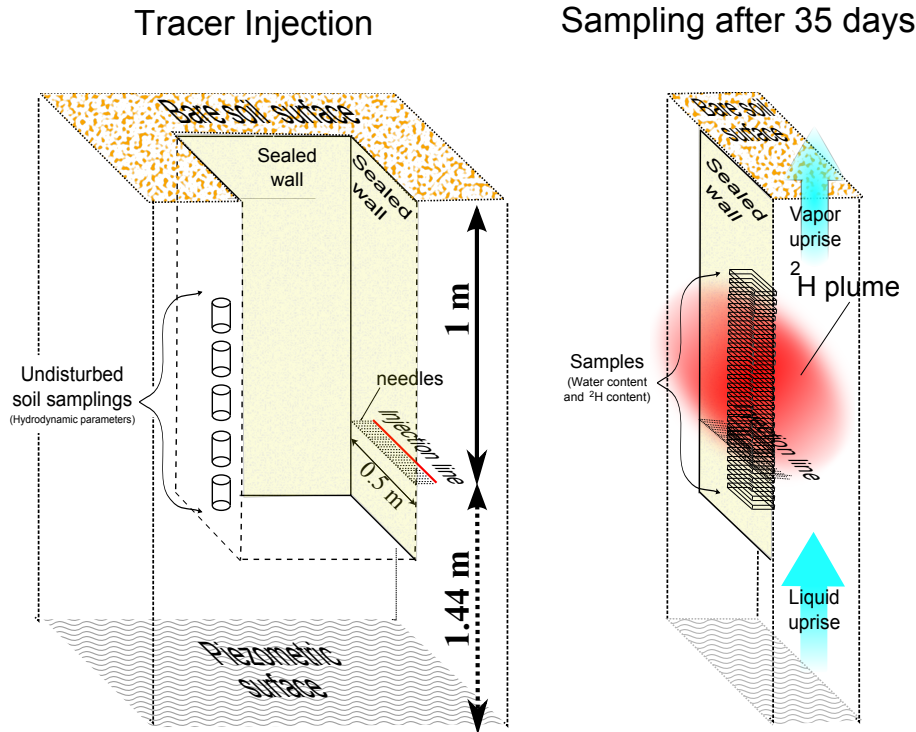 Tracer Injection
Bare soil surface
Sealed
wall
Sealed
wall
1 m
needles
Injection line
0.5 m
Undisturbed
soil samplings
(Hydrodynamic parameters)
1.44 m
Piezometric
surface
Sampling after 35 days
Bare soil
surface
Sealed
wall
Vapor
uprise
2
H plume
Samples
(Water content
and ²H content)
line
Liquid
uprise